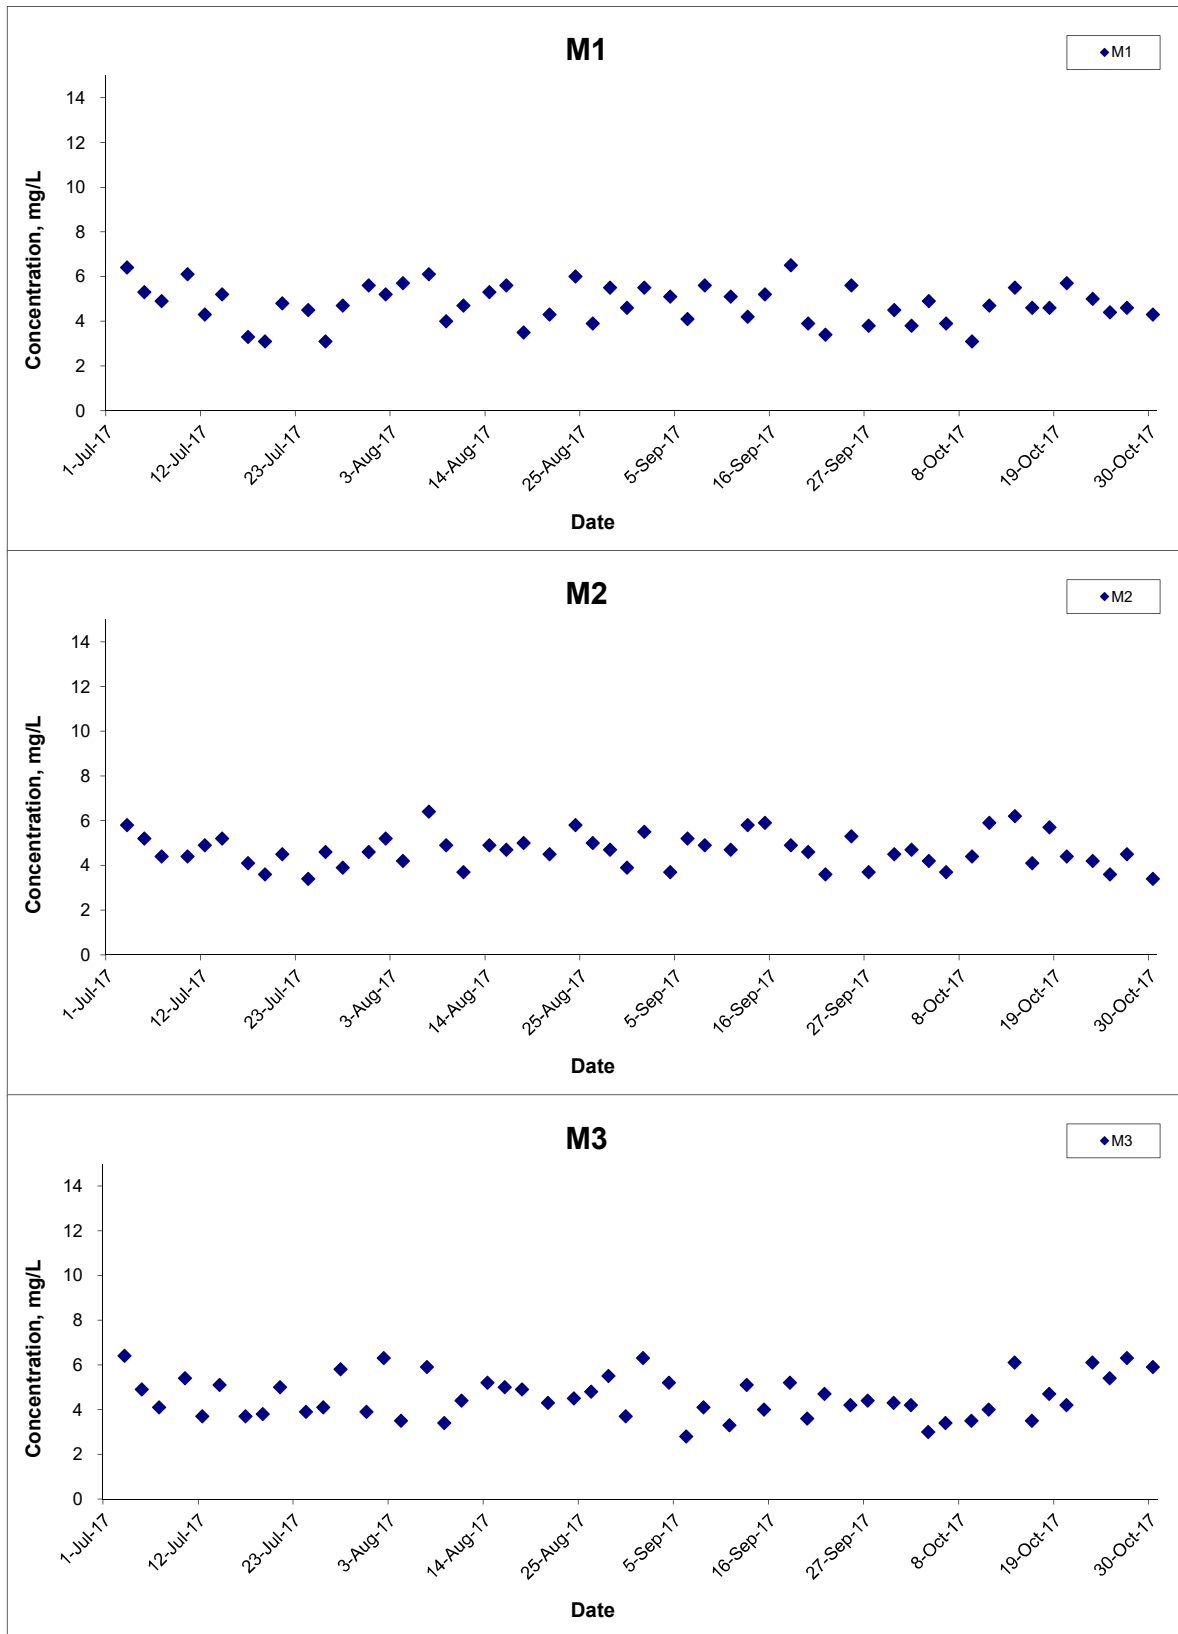 M1
M1
14
12
10
8
6
4
2
0
Concentration, mg/L
1-Jul-17 12-Jul-17 23-Jul-17 3-Aug-17 14-Aug-17 25-Aug-17 5-Sep-17 16-Sep-17 27-Sep-17 8-Oct-17 19-Oct-17 30-Oct-17
Date
M2
M2
14
12
10
8
6
4
2
0
Concentration, mg/L
1-Jul-17 12-Jul-17 23-Jul-17 3-Aug-17 14-Aug-17 25-Aug-17 5-Sep-17 16-Sep-17 27-Sep-17 8-Oct-17 19-Oct-17 30-Oct-17
Date
M3
M3
14
12
10
8
6
4
2
0
Concentration, mg/L
1-Jul-17 12-Jul-17 23-Jul-17 3-Aug-17 14-Aug-17 25-Aug-17 5-Sep-17 16-Sep-17 27-Sep-17 8-Oct-17 19-Oct-17 30-Oct-17
Date